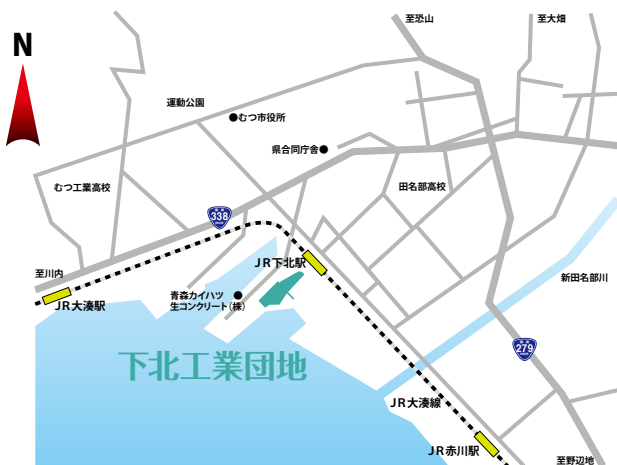 至恐山
至大畑
N
運動公園
むつ市役所
県合同庁舎
むつ工業高校
田名部高校
338
JR下北駅
至川内
新田名部川
青森カイハツ
生コンクリート(株)
JR大湊駅
279
下北工業団地
JR大湊線
JR赤川駅
至野辺地